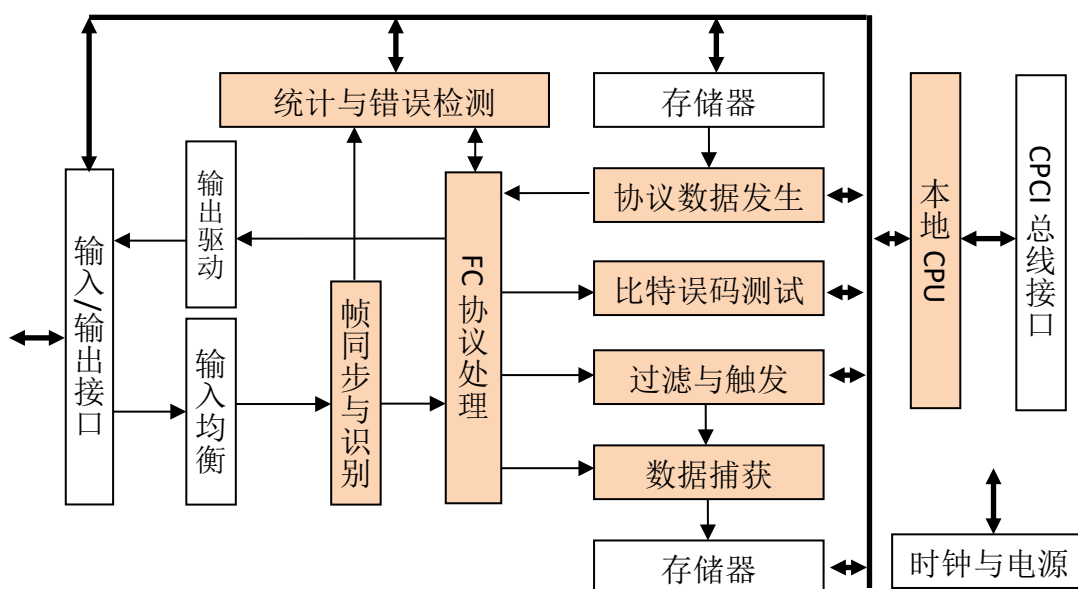 统计与错误检测
存储器
输出驱动
协议数据发生
本地 CPU
CPCI 总线接口
输入/输出接口
FC 协议处理
比特误码测试
帧同步与识别
输入均衡
过滤与触发
数据捕获
存储器
时钟与电源